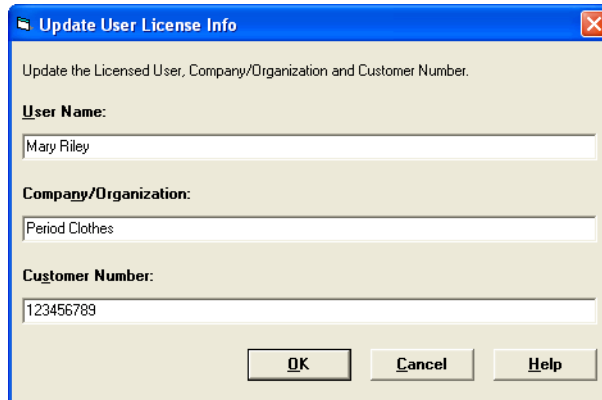 Update User License Info
Update the Licensed User, Company/Organization and Customer Number.
User Name:
Mary Riley
Company/Organization:
Period Clothes
Customer Number:
123456789
OK Cancel Help